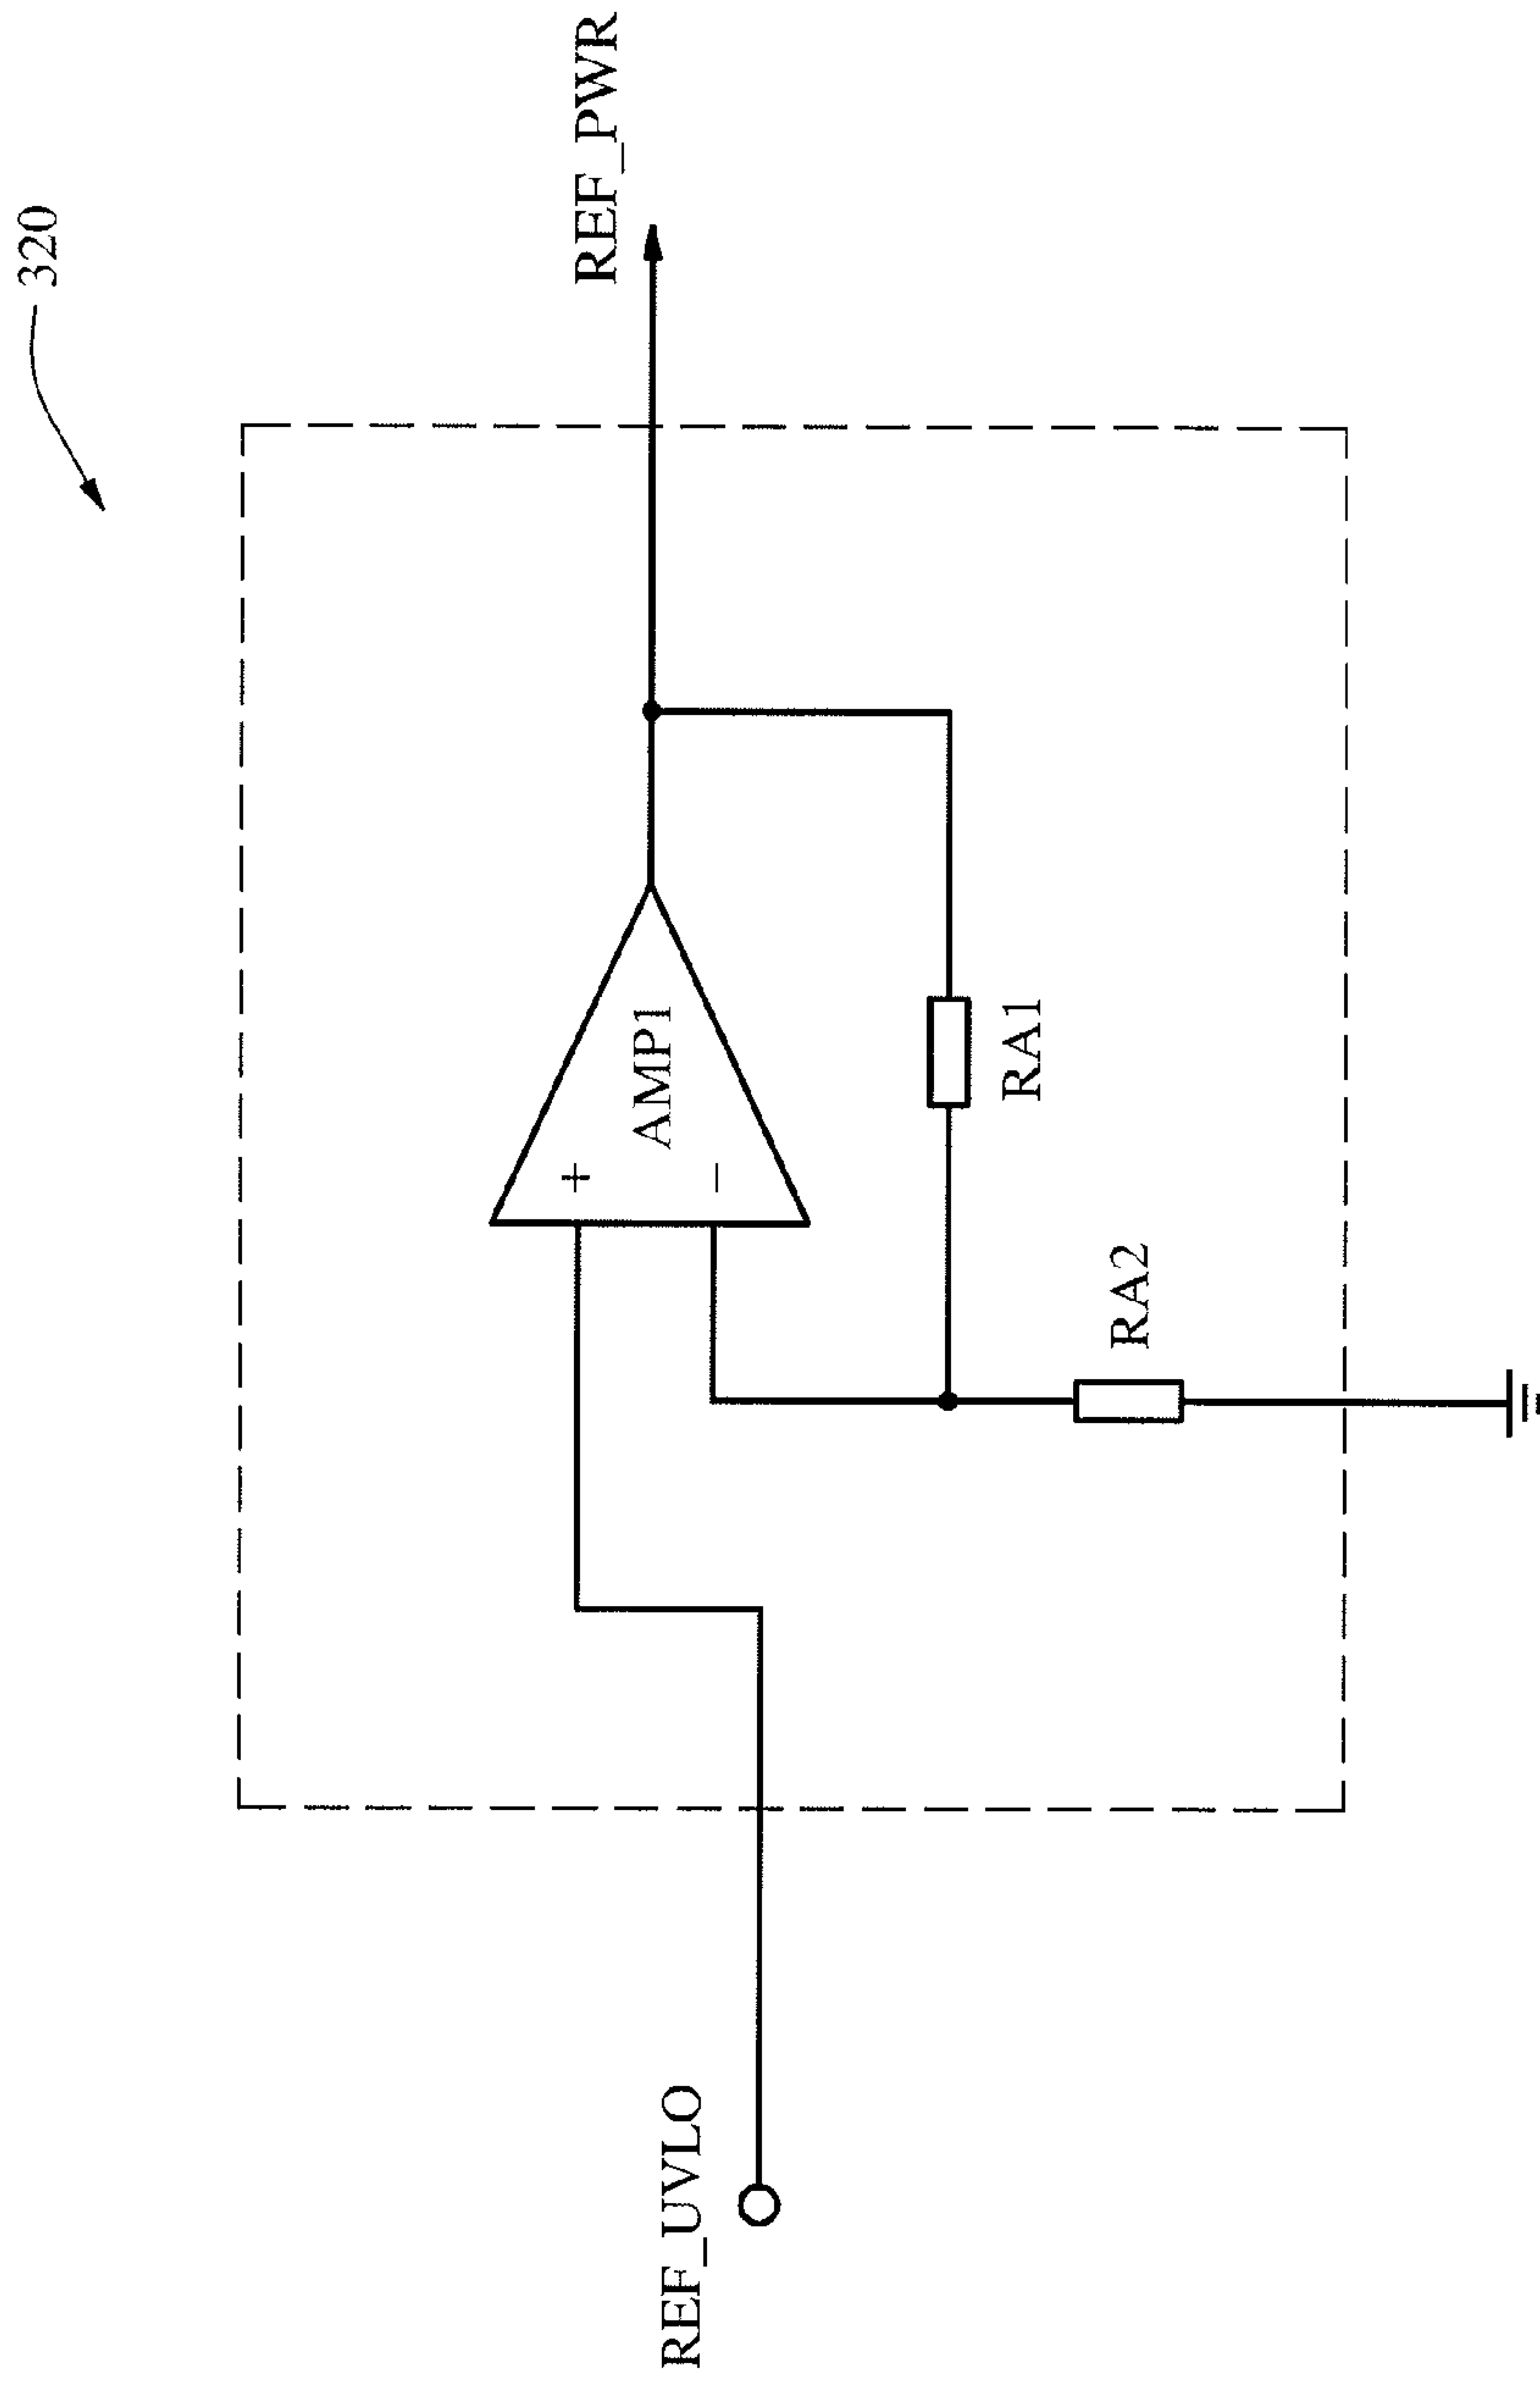 320
REF_PWR
AMP1
+
−
RA1
RA2
REF_UVLO